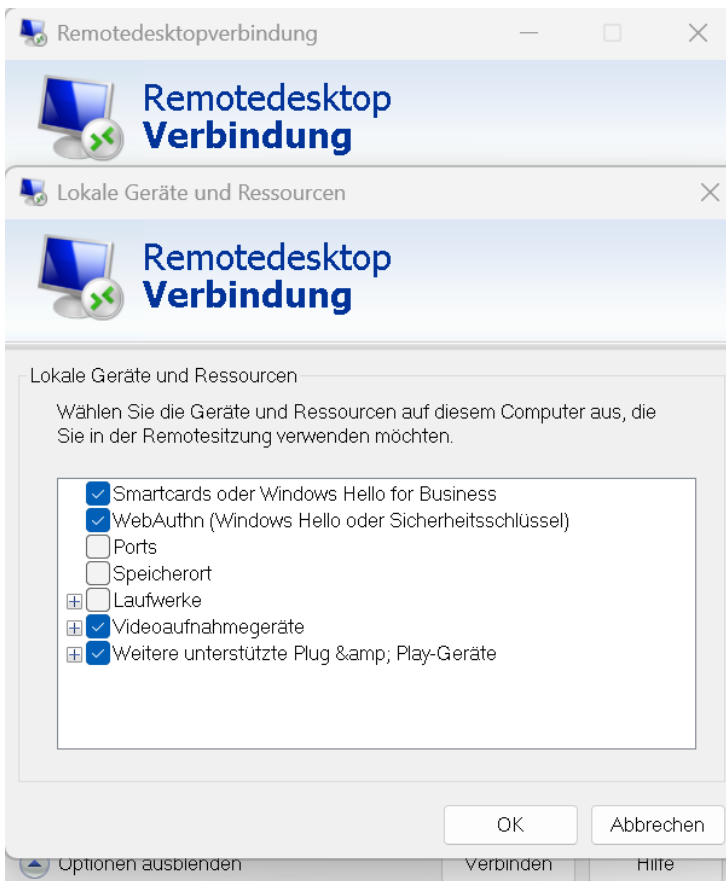 Remotedesktopverbindung
Remotedesktop
Verbindung
Lokale Geräte und Ressourcen
Remotedesktop
Verbindung
Lokale Geräte und Ressourcen
Wählen Sie die Geräte und Ressourcen auf diesem Computer aus, die
Sie in der Remotesitzung verwenden möchten.
Smartcards oder Windows Hello for Business
WebAuthn (Windows Hello oder Sicherheitsschlüssel)
Ports
Speicherort
Laufwerke
Videoaufnahmegeräte
Weitere unterstützte Plug &amp; Play-Geräte
OK Abbrechen
Optionen ausblenden Verbinden Hilfe